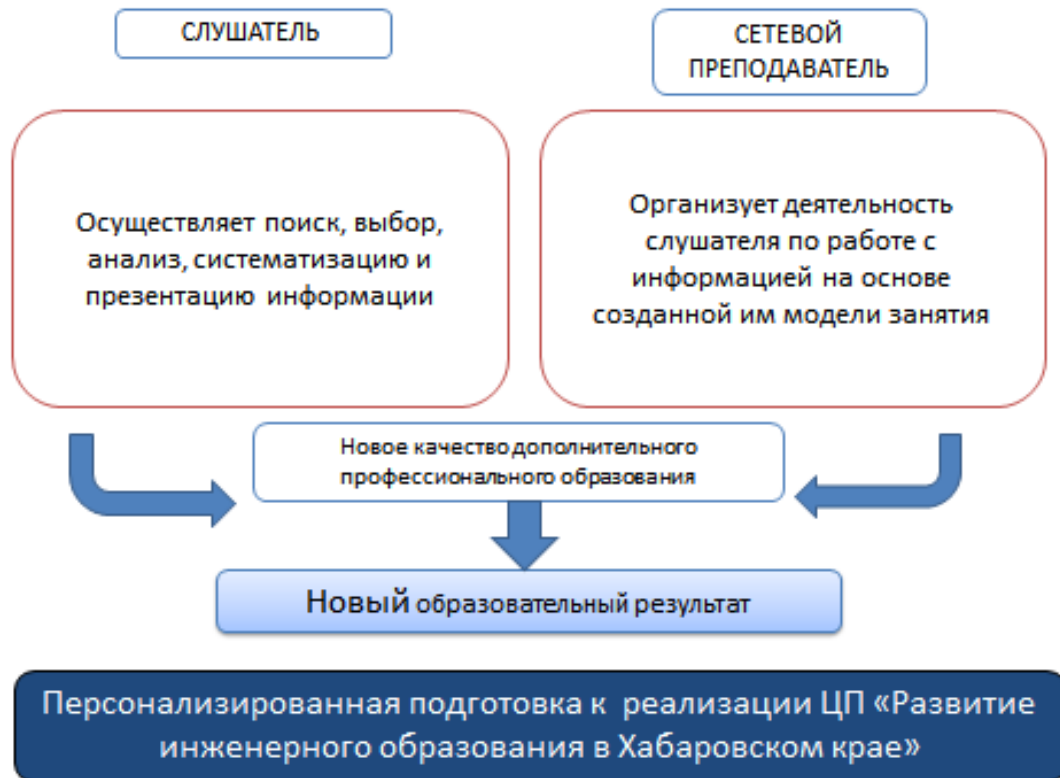 СЛУШАТЕЛЬ
СЕТЕВОЙ
ПРЕПОДАВАТЕЛЬ
Осуществляет поиск, выбор,
анализ, систематизацию и
презентацию информации
Организует деятельность
слушателя по работе с
информацией на основе
созданной им модели занятия
Новое качество дополнительного
профессионального образования
Новый образовательный результат
Персонализированная подготовка к реализации ЦП «Развитие
инженерного образования в Хабаровском крае»